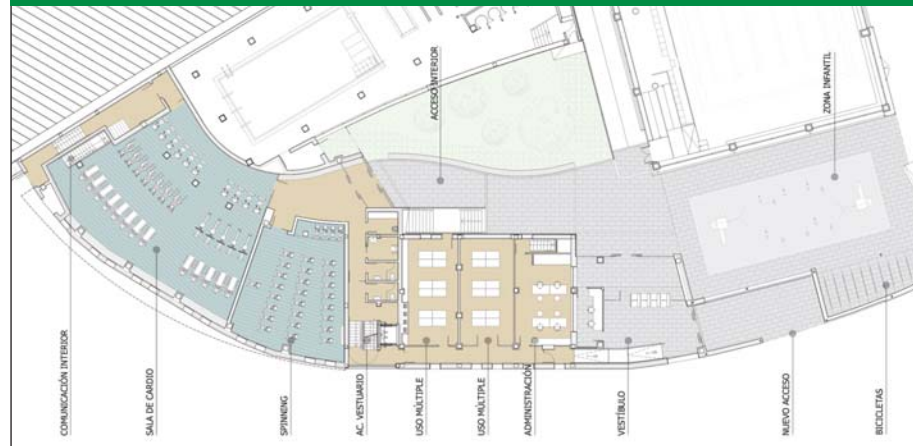 ACCESO INTERIOR
ZONA INFANTIL
COMUNICACIÓN INTERIOR
SALA DE CARDIO
SPINNING
AC. VESTUARIO
USO MÚLTIPLE
USO MÚLTIPLE
ADMINISTRACIÓN
VESTÍBULO
NUEVO ACCESO
BICICLETAS